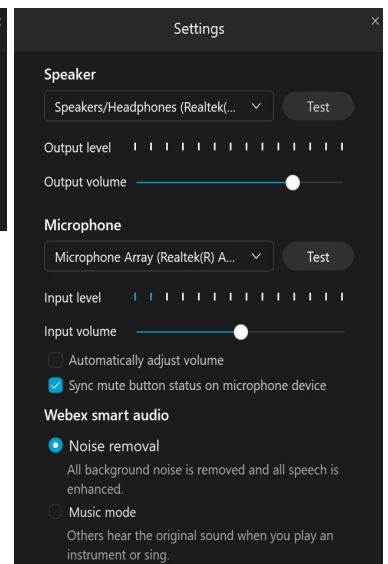 Settings
Speaker
Speakers/Headphones (Realtek(...
Test
Output level
Output volume
Microphone
Microphone Array (Realtek(R) A...
Test
Input level
Input volume
Automatically adjust volume
Sync mute button status on microphone device
Webex smart audio
Noise removal
All background noise is removed and all speech is
enhanced.
Music mode
Others hear the original sound when you play an
instrument or sing.